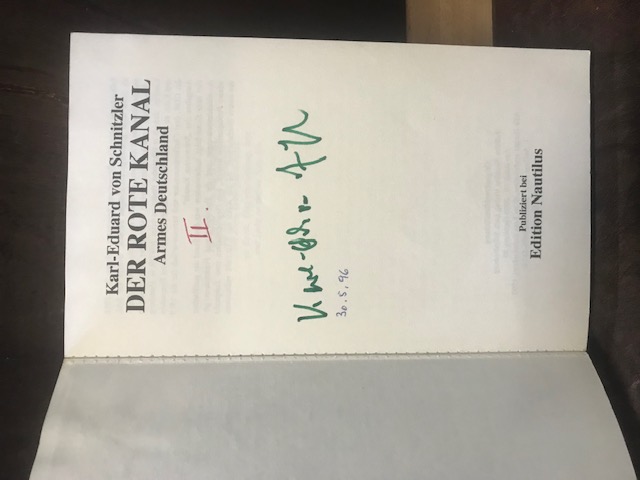 Karl-Eduard von Schnitzler
DER ROTE KANAL
Armes Deutschland
II.
30.5.96
Publiziert bei
Edition Nautilus